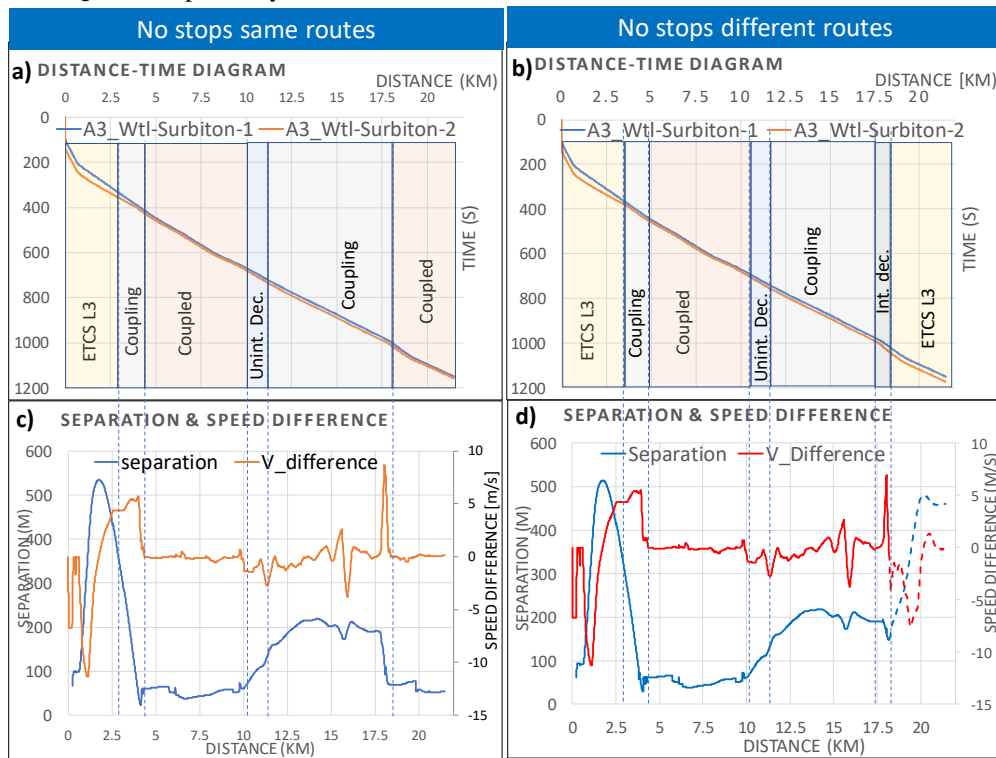 No stops same routes
No stops different routes
a) DISTANCE-TIME DIAGRAM
DISTANCE (KM)
0 2.5 5 7.5 10 12.5 15 17.5 20
A3_Wtl-Surbiton-1 A3_Wtl-Surbiton-2
0
200
400
600
800
1000
1200
TIME (S)
ETCS L3
Coupling
Coupled
Unint. Dec.
Coupling
Coupled
b) DISTANCE-TIME DIAGRAM
DISTANCE [KM]
0 2.5 5 7.5 10 12.5 15 17.5 20
A3_Wtl-Surbiton-1 A3_Wtl-Surbiton-2
0
200
400
600
800
1000
1200
TIME (S)
ETCS L3
Coupling
Coupled
Unint. Dec.
Coupling
Int. dec.
ETCS L3
c) SEPARATION & SPEED DIFFERENCE
separation V_difference
600
500
400
300
200
100
0
SEPARATION (M)
10
5
0
-5
-10
-15
SPEED DIFFERENCE [m/s]
0 2.5 5 7.5 10 12.5 15 17.5 20
DISTANCE (KM)
d) SEPARATION & SPEED DIFFERENCE
Separation V_Difference
600
500
400
300
200
100
0
SEPARATION (M)
10
5
0
-5
-10
-15
SPEED DIFFERENCE (M/S)
0 2.5 5 7.5 10 12.5 15 17.5 20
DISTANCE (KM)